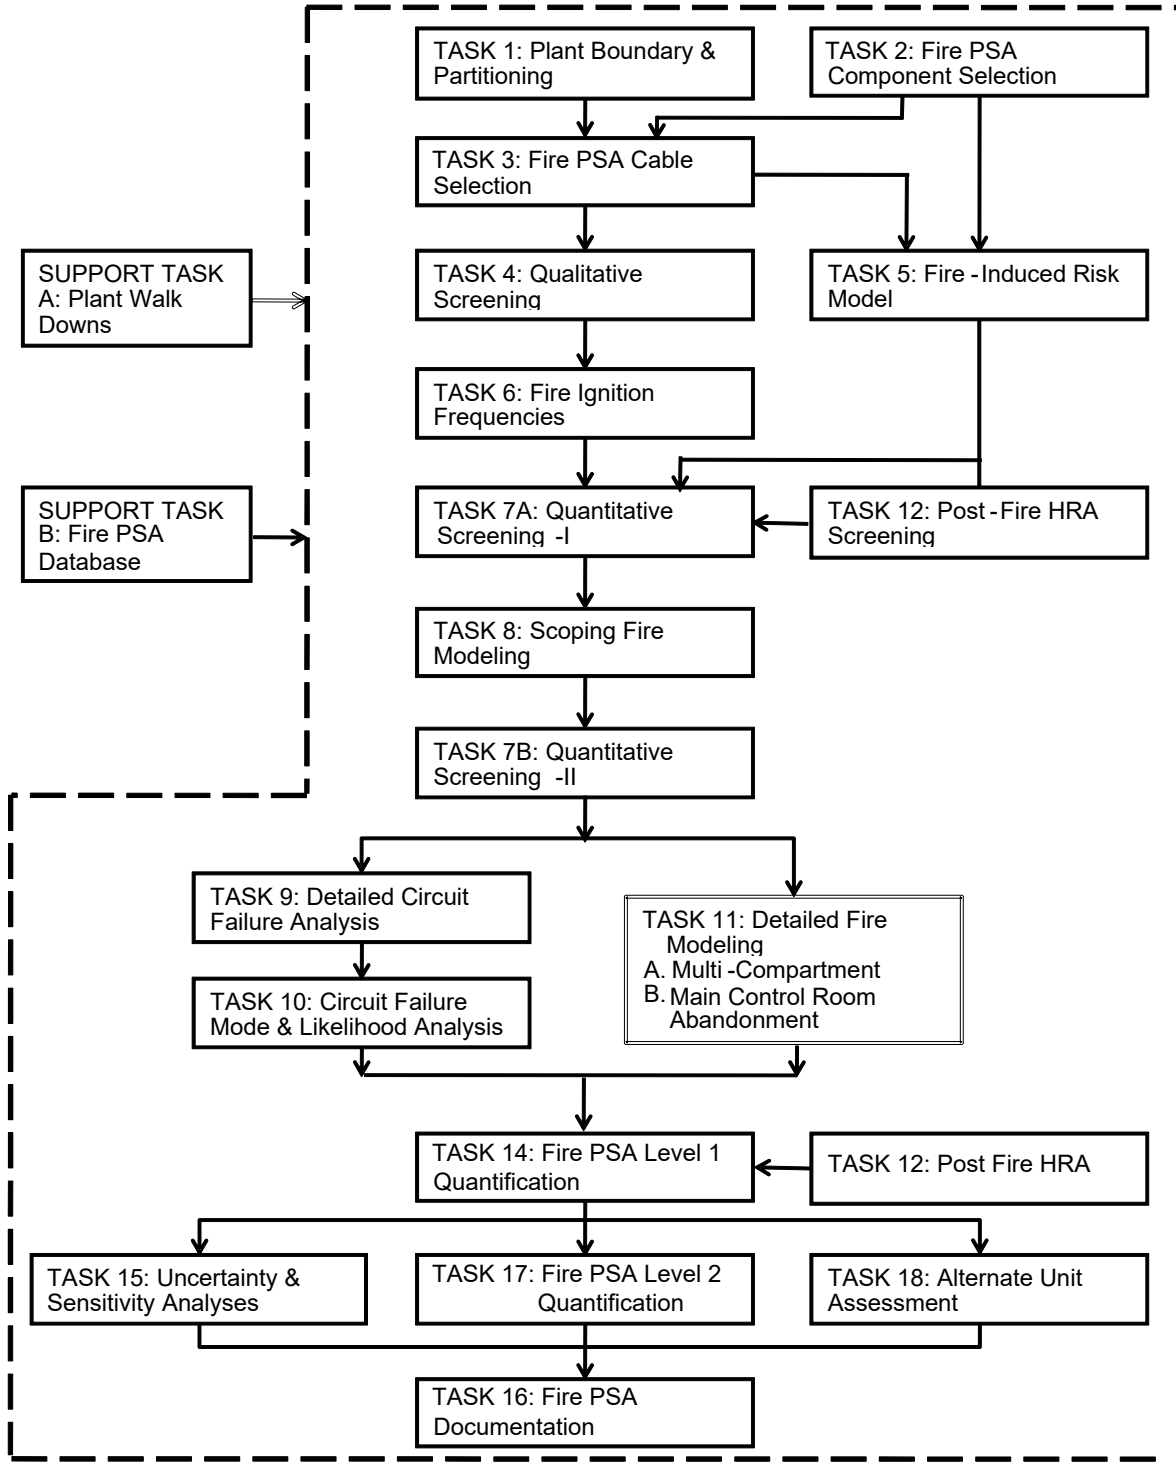 TASK 1: Plant Boundary &
Partitioning
TASK 2: Fire PSA
Component Selection
TASK 3: Fire PSA Cable
Selection
SUPPORT TASK
A: Plant Walk
Downs
TASK 4: Qualitative
Screening
TASK 5: Fire -Induced Risk
Model
TASK 6: Fire Ignition
Frequencies
SUPPORT TASK
B: Fire PSA
Database
TASK 7A: Quantitative
Screening -I
TASK 12: Post -Fire HRA
Screening
TASK 8: Scoping Fire
Modeling
TASK 7B: Quantitative
Screening -II
TASK 9: Detailed Circuit
Failure Analysis
TASK 11: Detailed Fire
Modeling
A. Multi -Compartment
B. Main Control Room
Abandonment
TASK 10: Circuit Failure
Mode & Likelihood Analysis
TASK 14: Fire PSA Level 1
Quantification
TASK 12: Post Fire HRA
TASK 15: Uncertainty &
Sensitivity Analyses
TASK 17: Fire PSA Level 2
Quantification
TASK 18: Alternate Unit
Assessment
TASK 16: Fire PSA
Documentation